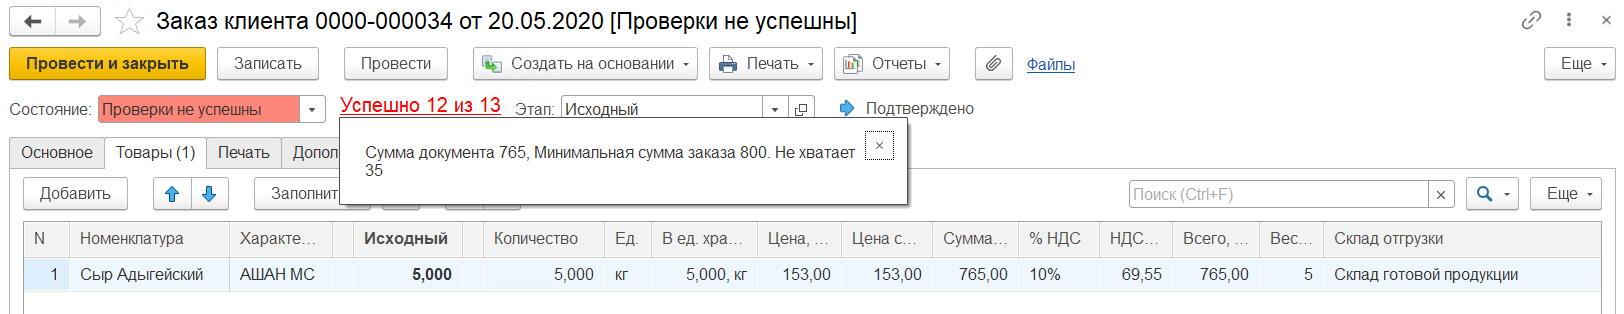 Заказ клиента 0000-000034 от 20.05.2020 [Проверки не успешны]
Провести и закрыть Записать Провести Создать на основании Печать Отчеты Файлы Еще
Состояние: Проверки не успешны Успешно 12 из 13 Этап: Исходный Подтверждено
Основное Товары (1) Печать Допол
Сумма документа 765, Минимальная сумма заказа 800. Не хватает
35
Добавить Заполнит Поиск (Ctrl+F) Еще
N Номенклатура Характе... Исходный Количество Ед. В ед. хра... Цена, ... Цена с... Сумма... % НДС НДС... Всего, ... Вес... Склад отгрузки
1 Сыр Адыгейский АШАН МС 5,000 5,000 кг 5,000, кг 153,00 153,00 765,00 10% 69,55 765,00 5 Склад готовой продукции